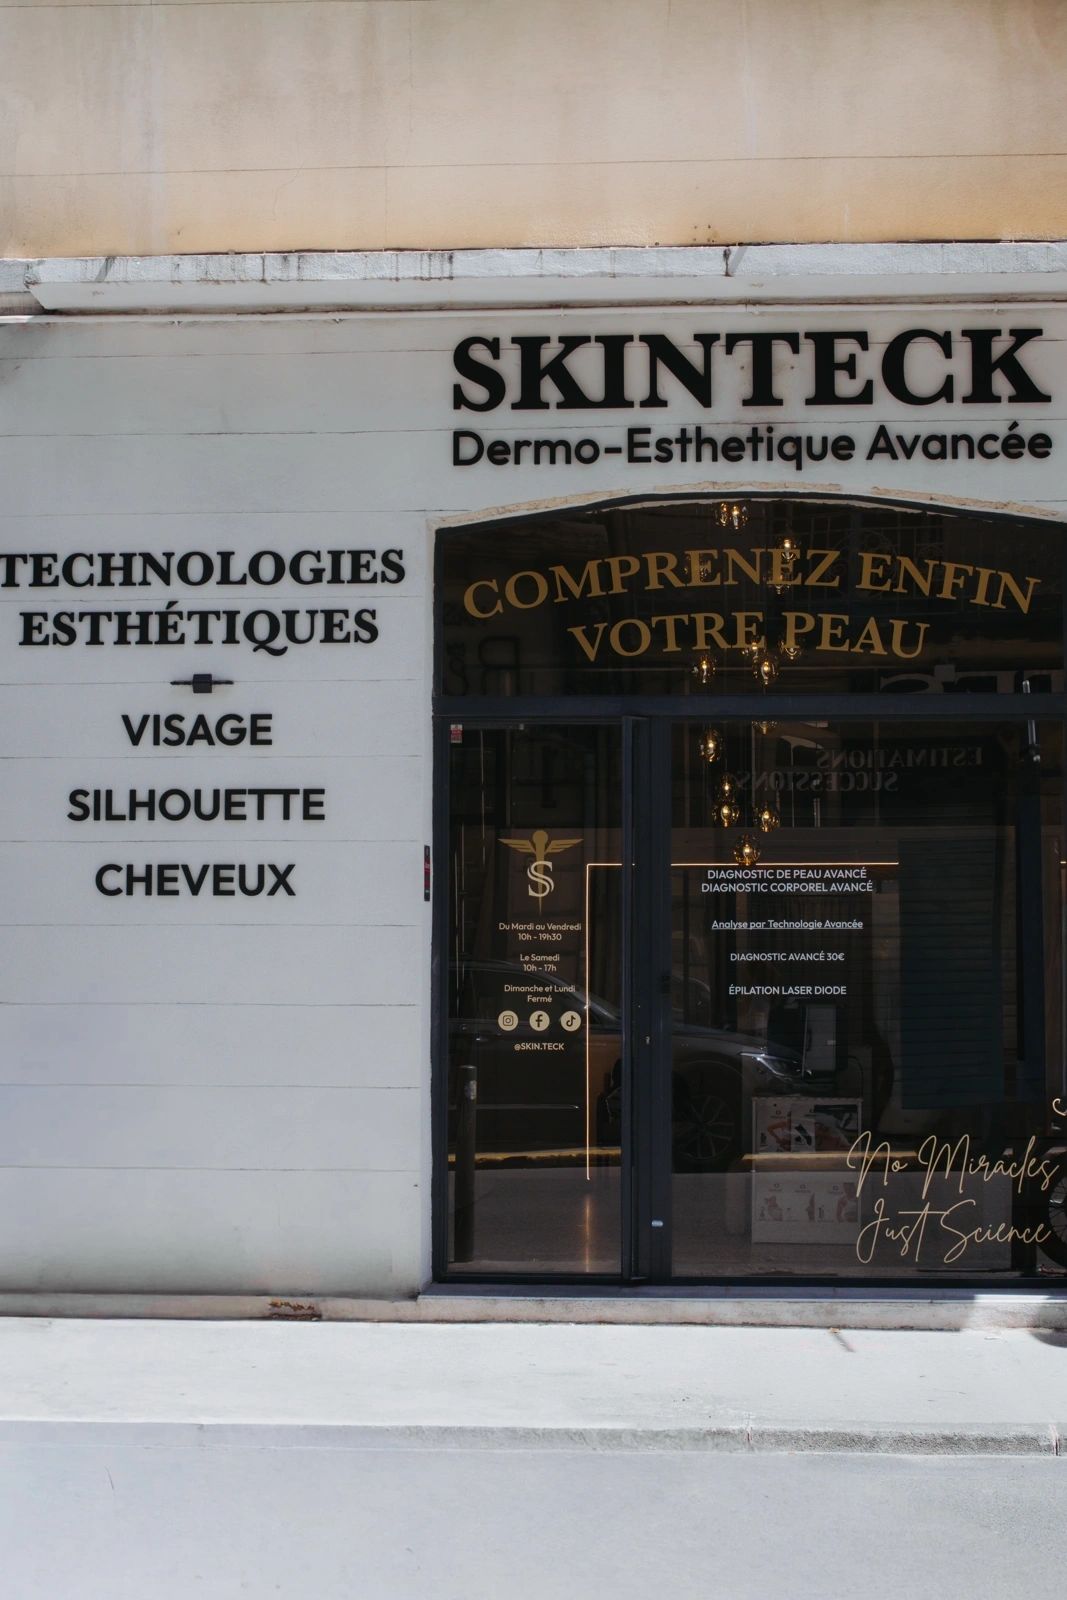 SKINTECK
Dermo-Esthetique Avancée
TECHNOLOGIES
ESTHÉTIQUES
VISAGE
SILHOUETTE
CHEVEUX
COMPRENEZ ENFIN
VOTRE PEAU
ESTIMATIONS
SUCCESSIONS
S
Du Mardi au Vendredi
10h - 19h30
Le Samedi
10h - 17h
Dimanche et Lundi
Fermé
@SKIN.TECK
DIAGNOSTIC DE PEAU AVANCÉ
DIAGNOSTIC CORPOREL AVANCÉ
Analyse par Technologie Avancée
DIAGNOSTIC AVANCÉ 30€
ÉPILATION LASER DIODE
No Miracles
Just Science